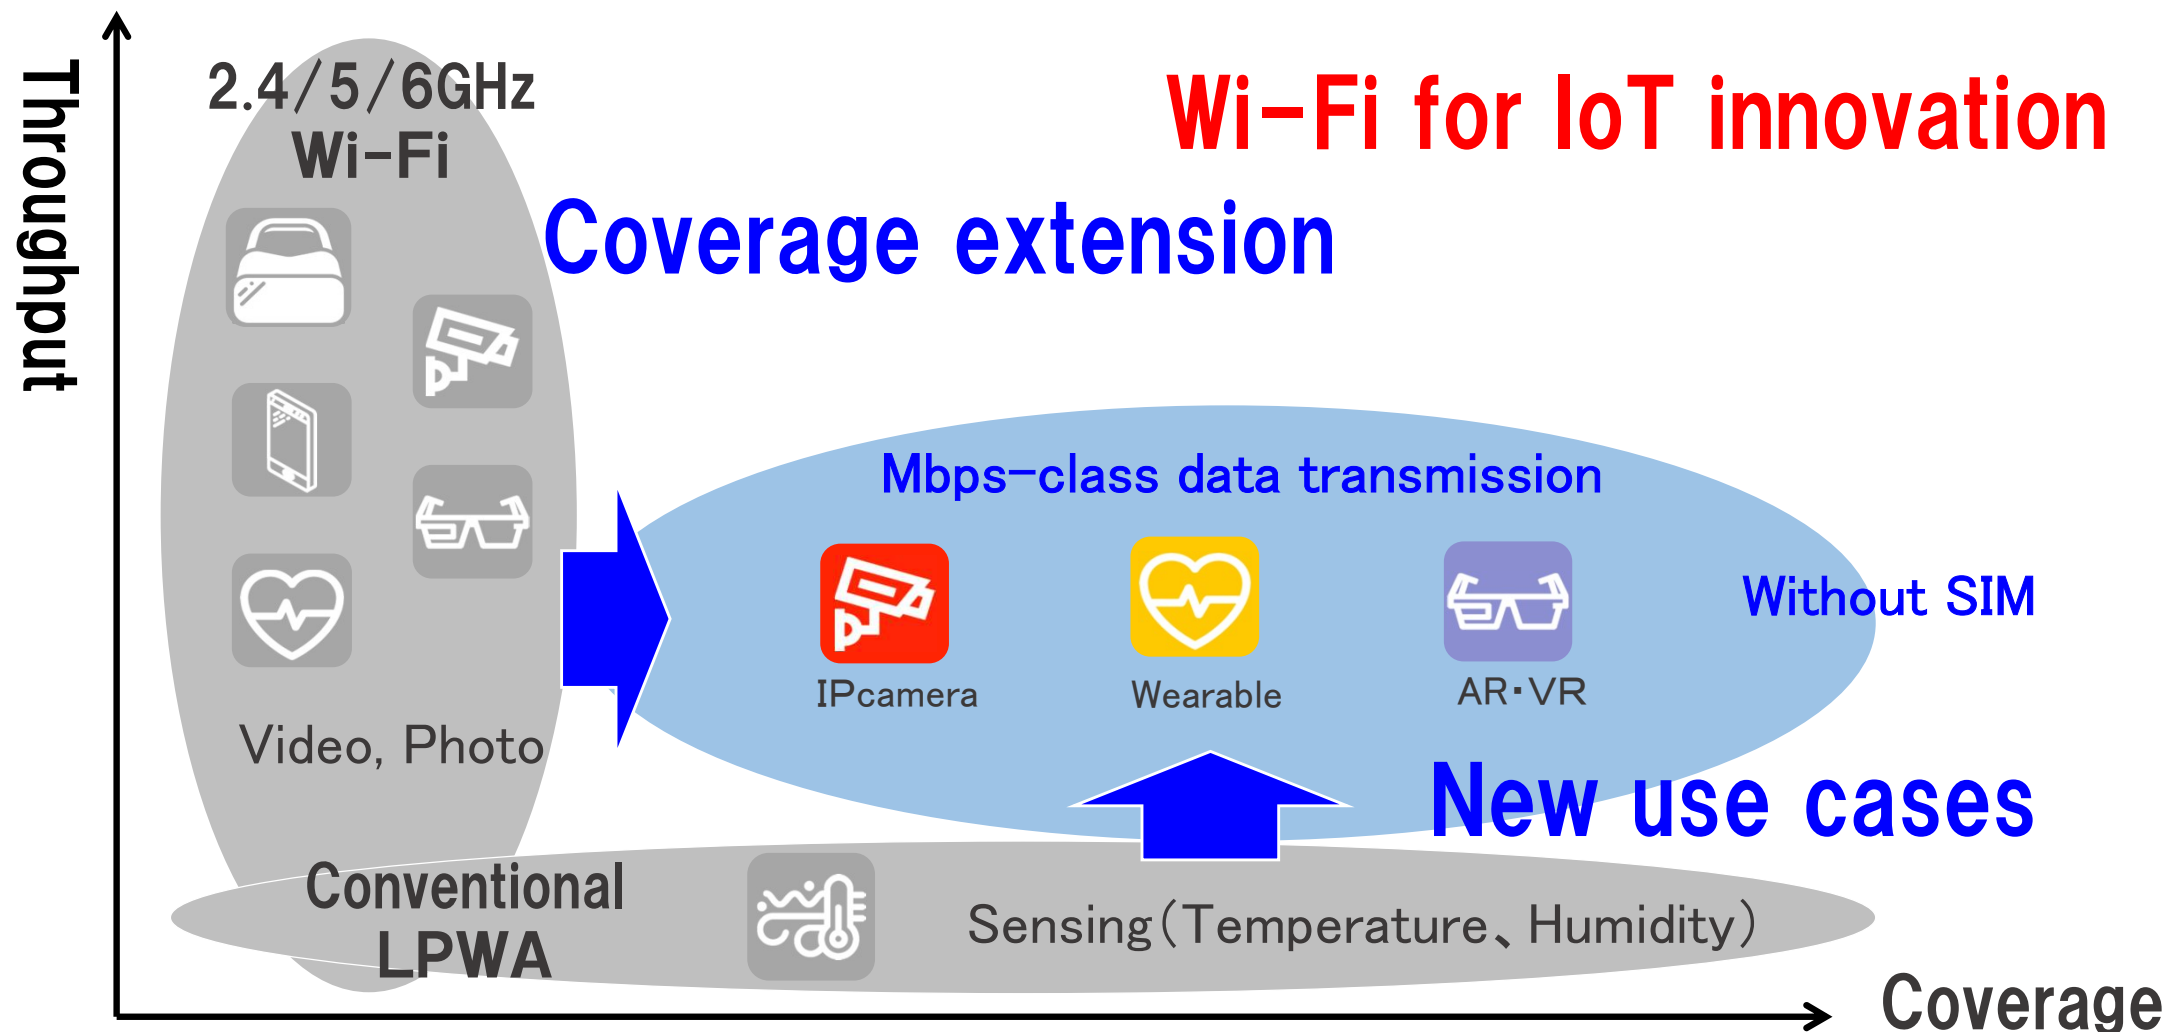 Throughput
2.4/5/6GHz
Wi-Fi
Wi-Fi for IoT innovation
Coverage extension
Mbps-class data transmission
IPcamera
Wearable
AR・VR
Without SIM
Video, Photo
New use cases
Conventional
LPWA
Sensing(Temperature、Humidity)
Coverage